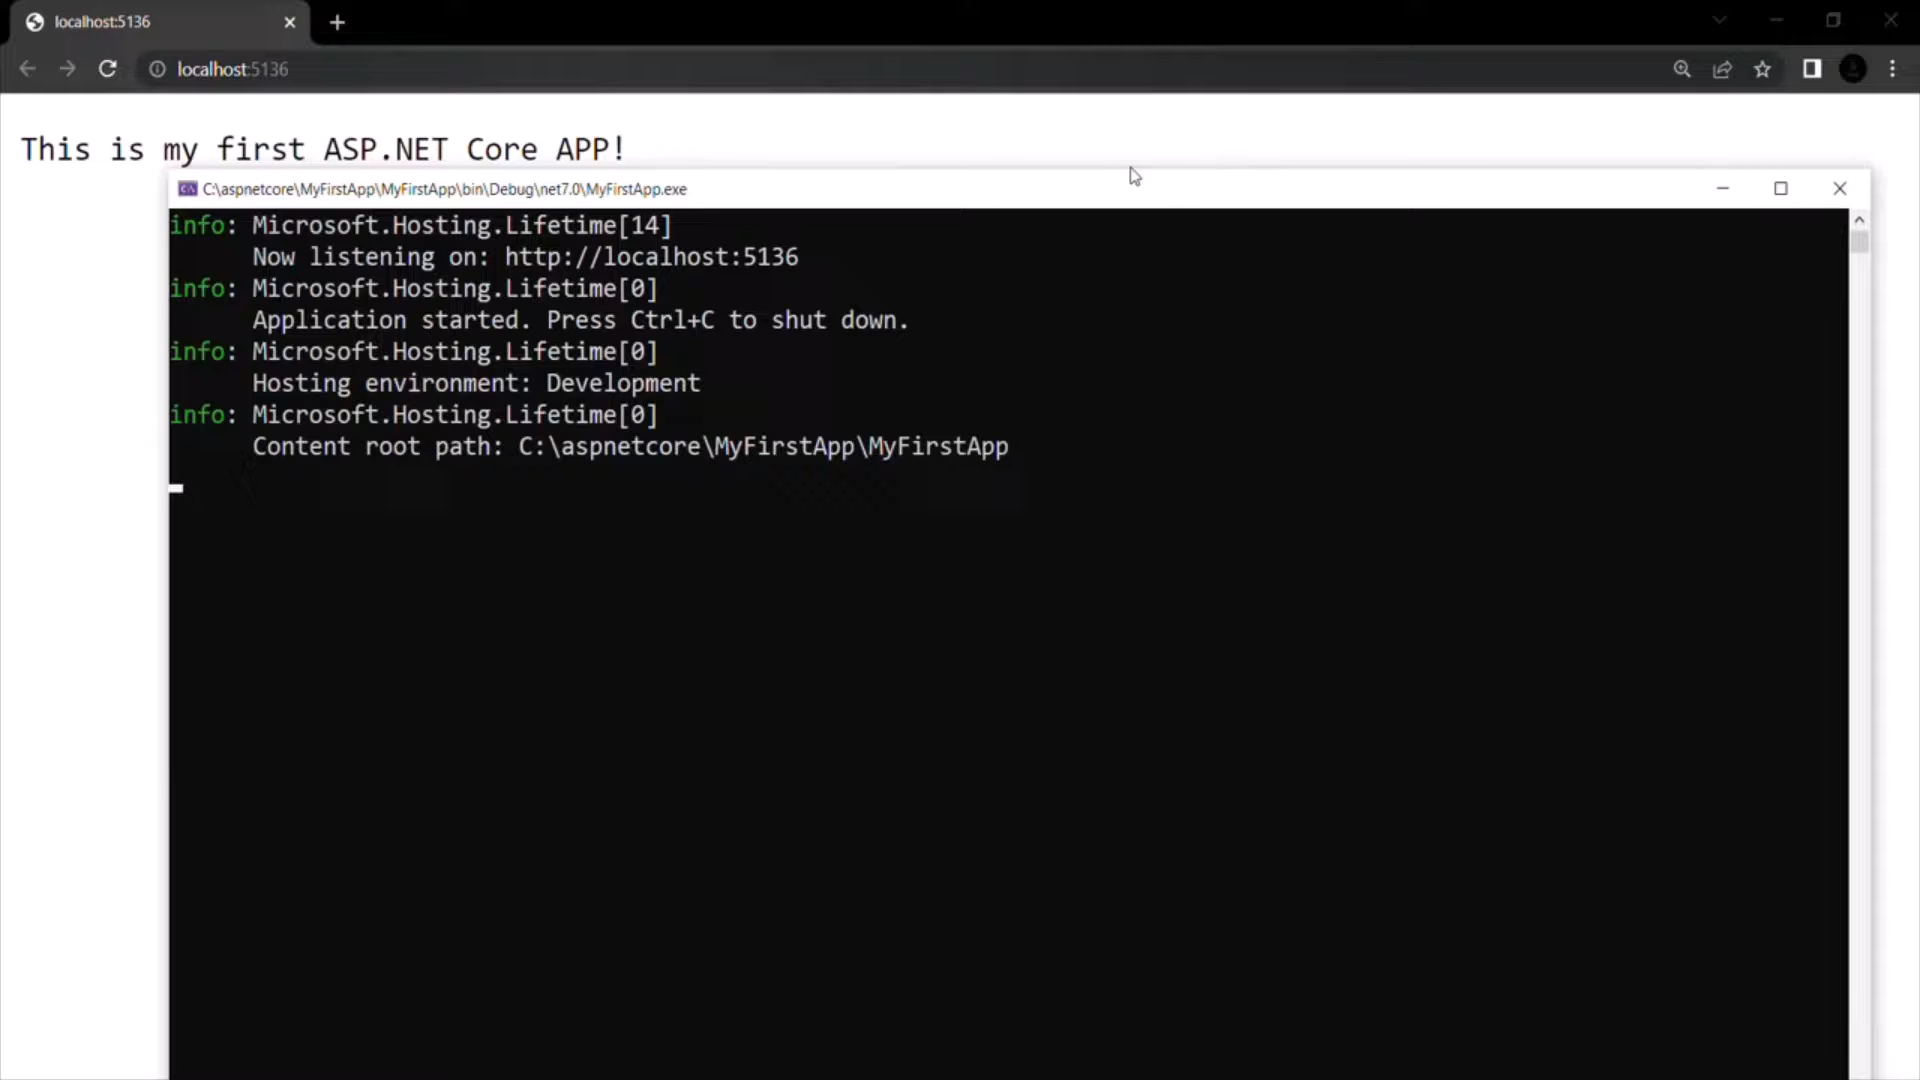 localhost:5136
localhost:5136
This is my first ASP.NET Core APP!
C:\aspnetcore\MyFirstApp\MyFirstApp\bin\Debug\net7.0\MyFirstApp.exe
info: Microsoft.Hosting.Lifetime[14]
Now listening on: http://localhost:5136
info: Microsoft.Hosting.Lifetime[0]
Application started. Press Ctrl+C to shut down.
info: Microsoft.Hosting.Lifetime[0]
Hosting environment: Development
info: Microsoft.Hosting.Lifetime[0]
Content root path: C:\aspnetcore\MyFirstApp\MyFirstApp